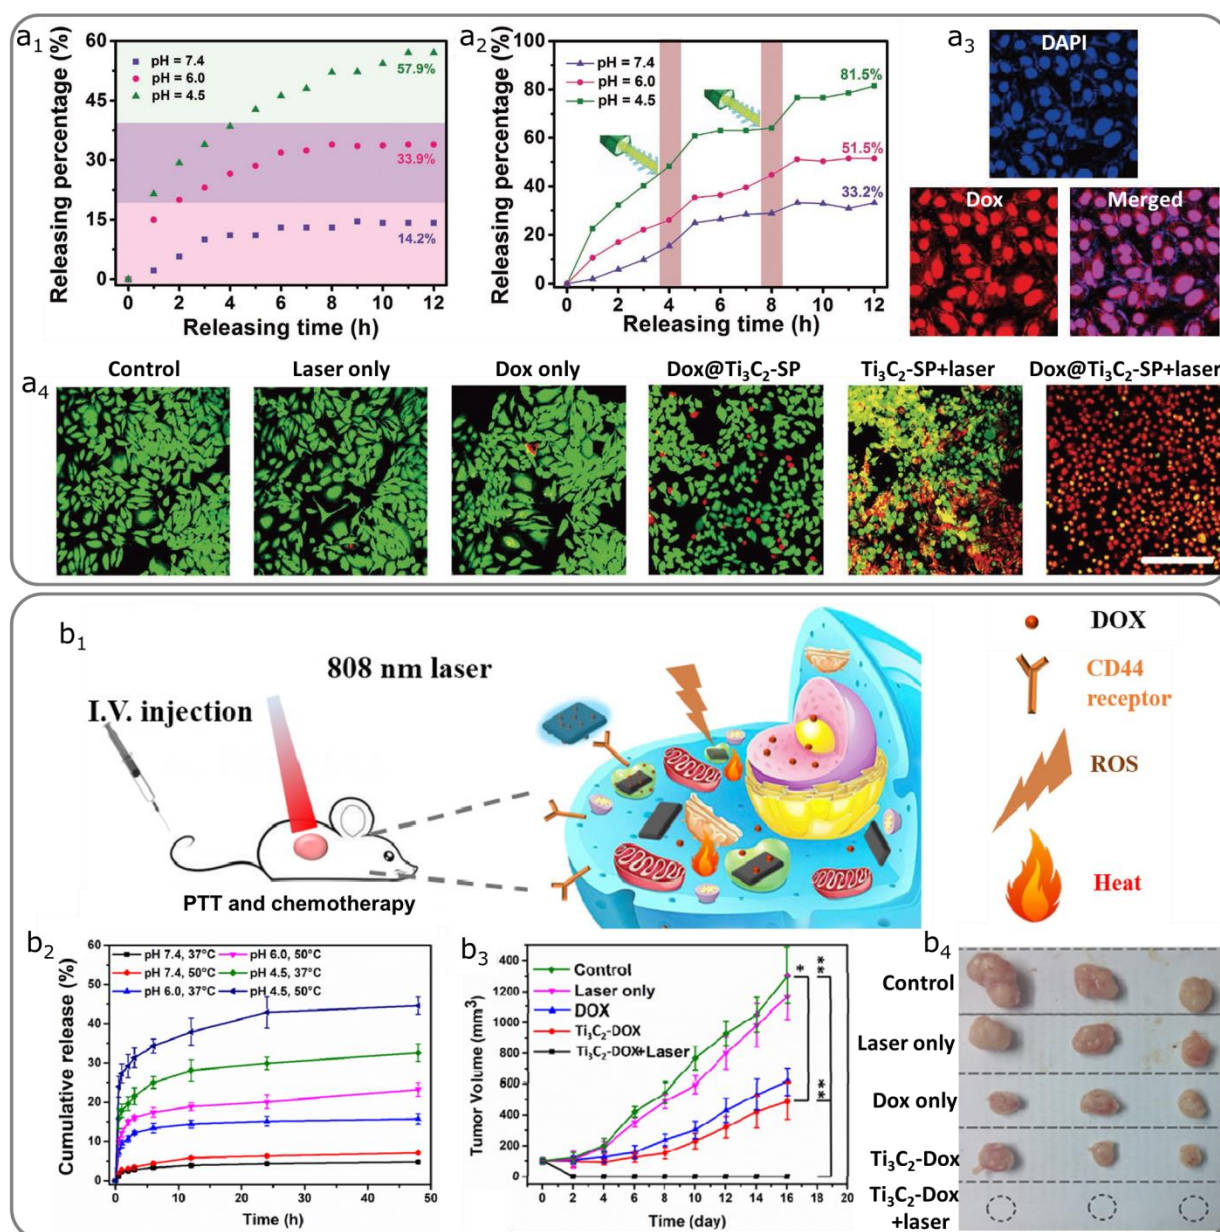 a1
Releasing percentage (%)
60
45
30
15
0
pH = 7.4
pH = 6.0
pH = 4.5
57.9%
33.9%
14.2%
0 2 4 6 8 10 12
Releasing time (h)
a2
Releasing percentage (%)
100
80
60
40
20
0
pH = 7.4
pH = 6.0
pH = 4.5
81.5%
51.5%
33.2%
0 2 4 6 8 10 12
Releasing time (h)
a3
DAPI
Dox
Merged
a4
Control
Laser only
Dox only
Dox@Ti3C2-SP
Ti3C2-SP+laser
Dox@Ti3C2-SP+laser
b1
808 nm laser
I.V. injection
PTT and chemotherapy
DOX
CD44
receptor
ROS
Heat
b2
Cumulative release (%)
60
50
40
30
20
10
0
pH 7.4, 37°C
pH 7.4, 50°C
pH 6.0, 37°C
pH 6.0, 50°C
pH 4.5, 37°C
pH 4.5, 50°C
0 12 24 36 48
Time (h)
b3
Tumor Volume (mm3)
1400
1300
1200
1000
800
600
400
200
0
Control
Laser only
DOX
Ti3C2-DOX
Ti3C2-DOX+Laser
*
**
**
0 2 4 6 8 10 12 14 16 18 20
Time (day)
b4
Control
Laser only
Dox only
Ti3C2-Dox
Ti3C2-Dox
+laser